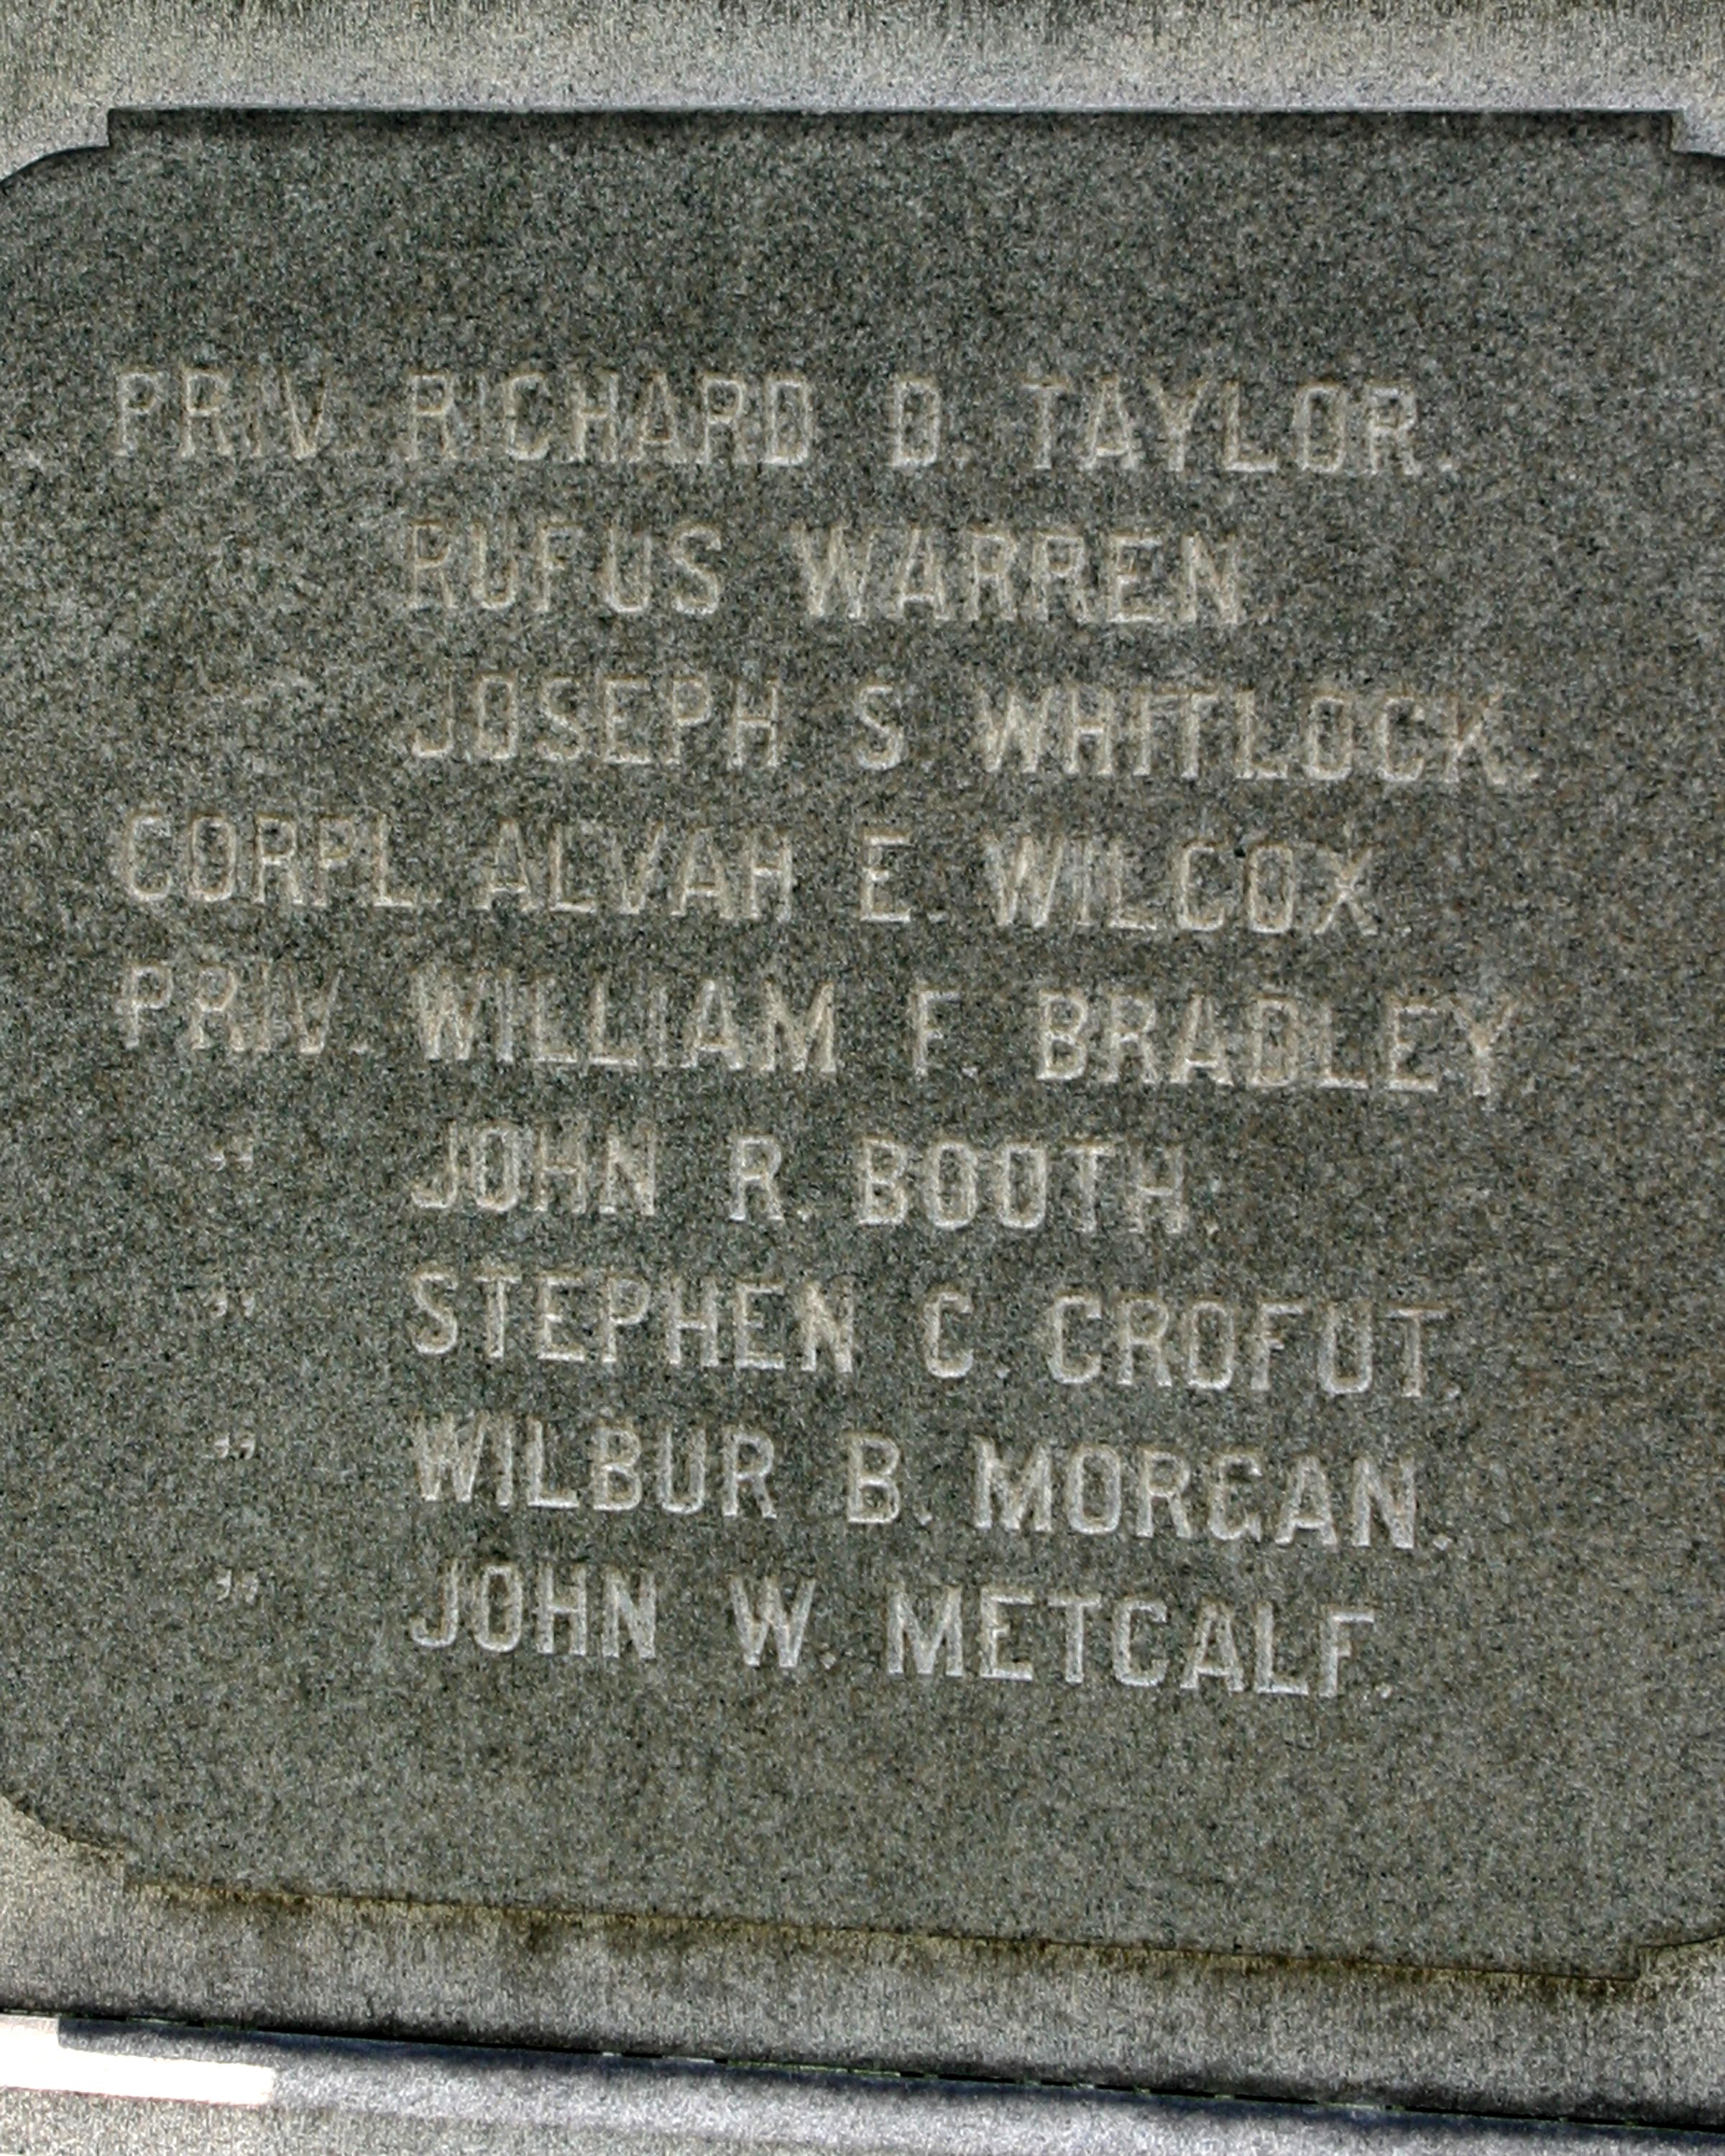 PRIV. RICHARD D. TAYLOR.
RUFUS WARREN
JOSEPH S. WHITLOCK.
CORPL. ALVAH E. WILCOX
PRIV. WILLIAM F. BRADLEY
" JOHN R. BOOTH.
" STEPHEN C. CROFUT.
" WILBUR B. MORGAN.
" JOHN W. METCALF.